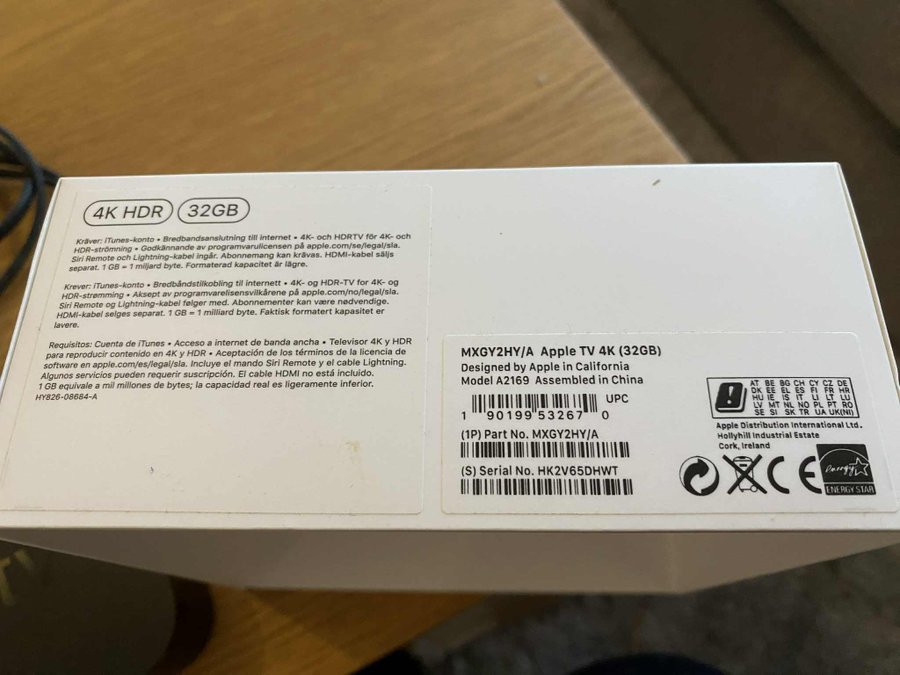 4K HDR 32GB
Kräver: iTunes-konto • Bredbandsanslutning till internet • 4K- och HDRTV för 4K- och
HDR-strömning • Godkännande av programvarulicensen på apple.com/se/legal/sla.
Siri Remote och Lightning-kabel ingår. Abonnemang kan krävas. HDMI-kabel säljs
separat. 1 GB = 1 miljard byte. Formaterad kapacitet är lägre.
Krever: iTunes-konto • Bredbåndstilkobling til internett • 4K- og HDR-TV for 4K- og
HDR-strømming • Aksept av programvarelisensvilkårene på apple.com/no/legal/sla.
Siri Remote og Lightning-kabel følger med. Abonnementer kan være nødvendige.
HDMI-kabel selges separat. 1 GB = 1 milliard byte. Faktisk formatert kapasitet er
lavere.
Requisitos: Cuenta de iTunes • Acceso a internet de banda ancha • Televisor 4K y HDR
para reproducir contenido en 4K y HDR • Aceptación de los términos de la licencia de
software en apple.com/es/legal/sla. Incluye el mando Siri Remote y el cable Lightning.
Algunos servicios pueden requerir suscripción. El cable HDMI no está incluido.
1 GB equivale a mil millones de bytes; la capacidad real es ligeramente inferior.
HY826-08684-A
MXGY2HY/A Apple TV 4K (32GB)
Designed by Apple in California
Model A2169 Assembled in China
UPC
1 90199 53267 0
(1P) Part No. MXGY2HY/A
(S) Serial No. HK2V65DHWT
AT BE BG CH CY CZ DE
DK EE EL ES FI FR HR
HU IE IS IT LI LT LU
LV MT NL NO PL PT RO
SE SI SK TR UA UK(NI)
Apple Distribution International Ltd.
Hollyhill Industrial Estate
Cork, Ireland
CE
energy
ENERGY STAR